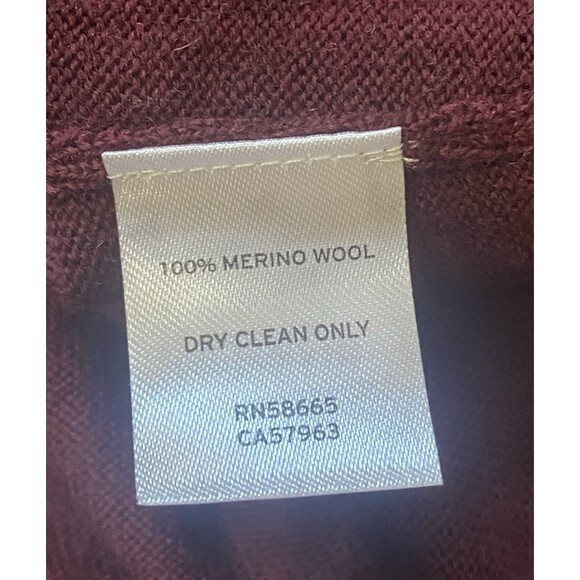 100% MERINO WOOL
DRY CLEAN ONLY
RN58665
CA57963